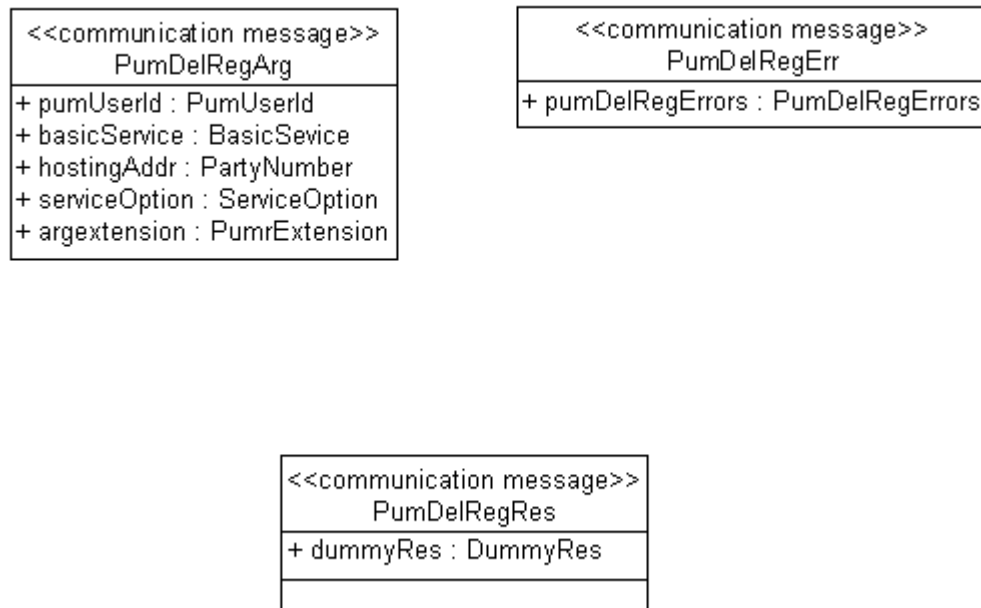 <<communication message>>
PumDelRegArg
+ pumUserId : PumUserId
+ basicService : BasicSevice
+ hostingAddr : PartyNumber
+ serviceOption : ServiceOption
+ argextension : PumrExtension
<<communication message>>
PumDelRegErr
+ pumDelRegErrors : PumDelRegErrors
<<communication message>>
PumDelRegRes
+ dummyRes : DummyRes